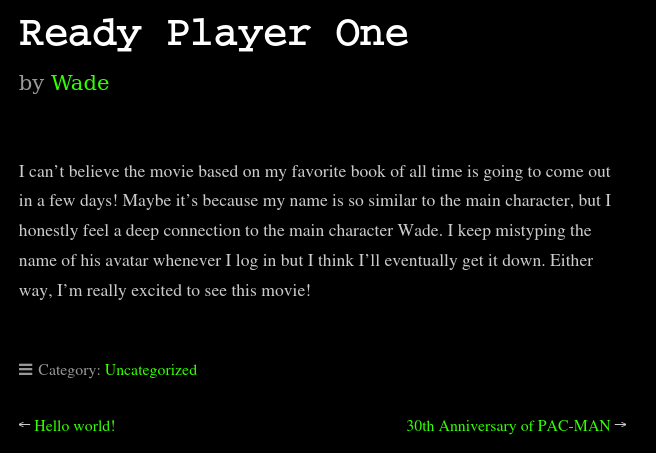 Ready Player One
by Wade
I can’t believe the movie based on my favorite book of all time is going to come out
in a few days! Maybe it’s because my name is so similar to the main character, but I
honestly feel a deep connection to the main character Wade. I keep mistyping the
name of his avatar whenever I log in but I think I’ll eventually get it down. Either
way, I’m really excited to see this movie!
Category: Uncategorized
← Hello world!
30th Anniversary of PAC-MAN →